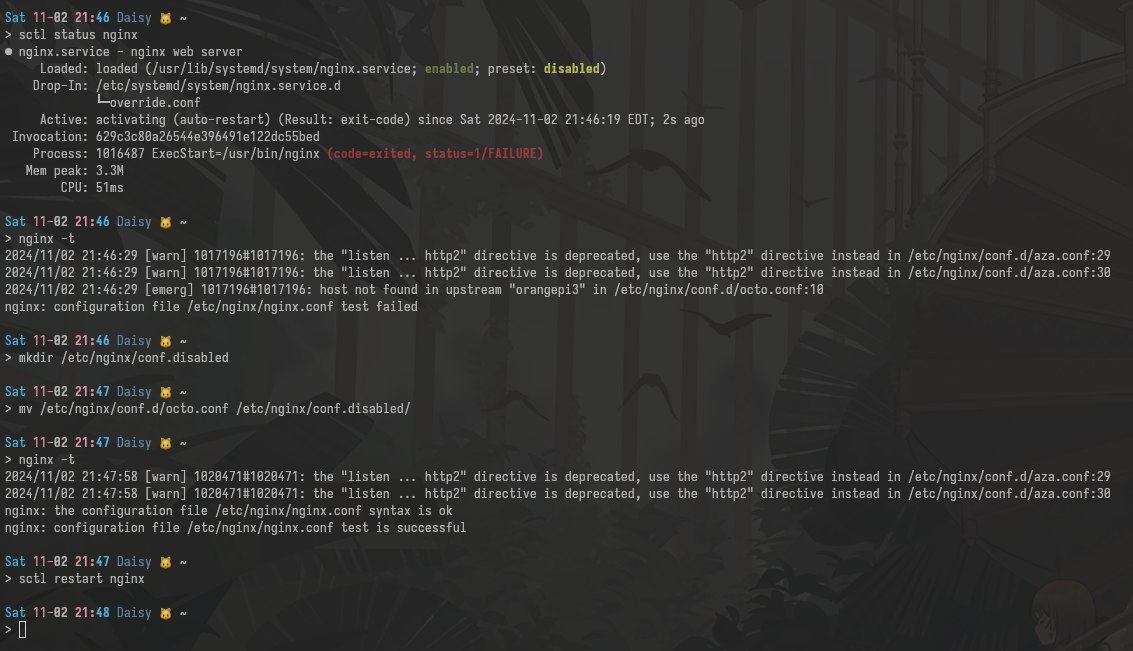 Sat 11-02 21:46 Daisy 🐱 ~
> sctl status nginx
● nginx.service - nginx web server
     Loaded: loaded (/usr/lib/systemd/system/nginx.service; enabled; preset: disabled)
    Drop-In: /etc/systemd/system/nginx.service.d
             └─override.conf
     Active: activating (auto-restart) (Result: exit-code) since Sat 2024-11-02 21:46:19 EDT; 2s ago
 Invocation: 629c3c80a26544e396491e122dc55bed
    Process: 1016487 ExecStart=/usr/bin/nginx (code=exited, status=1/FAILURE)
   Mem peak: 3.3M
        CPU: 51ms

Sat 11-02 21:46 Daisy 🐱 ~
> nginx -t
2024/11/02 21:46:29 [warn] 1017196#1017196: the "listen ... http2" directive is deprecated, use the "http2" directive instead in /etc/nginx/conf.d/aza.conf:29
2024/11/02 21:46:29 [warn] 1017196#1017196: the "listen ... http2" directive is deprecated, use the "http2" directive instead in /etc/nginx/conf.d/aza.conf:30
2024/11/02 21:46:29 [emerg] 1017196#1017196: host not found in upstream "orangepi3" in /etc/nginx/conf.d/octo.conf:10
nginx: configuration file /etc/nginx/nginx.conf test failed

Sat 11-02 21:46 Daisy 🐱 ~
> mkdir /etc/nginx/conf.disabled

Sat 11-02 21:47 Daisy 🐱 ~
> mv /etc/nginx/conf.d/octo.conf /etc/nginx/conf.disabled/

Sat 11-02 21:47 Daisy 🐱 ~
> nginx -t
2024/11/02 21:47:58 [warn] 1020471#1020471: the "listen ... http2" directive is deprecated, use the "http2" directive instead in /etc/nginx/conf.d/aza.conf:29
2024/11/02 21:47:58 [warn] 1020471#1020471: the "listen ... http2" directive is deprecated, use the "http2" directive instead in /etc/nginx/conf.d/aza.conf:30
nginx: the configuration file /etc/nginx/nginx.conf syntax is ok
nginx: configuration file /etc/nginx/nginx.conf test is successful

Sat 11-02 21:47 Daisy 🐱 ~
> sctl restart nginx

Sat 11-02 21:48 Daisy 🐱 ~
>